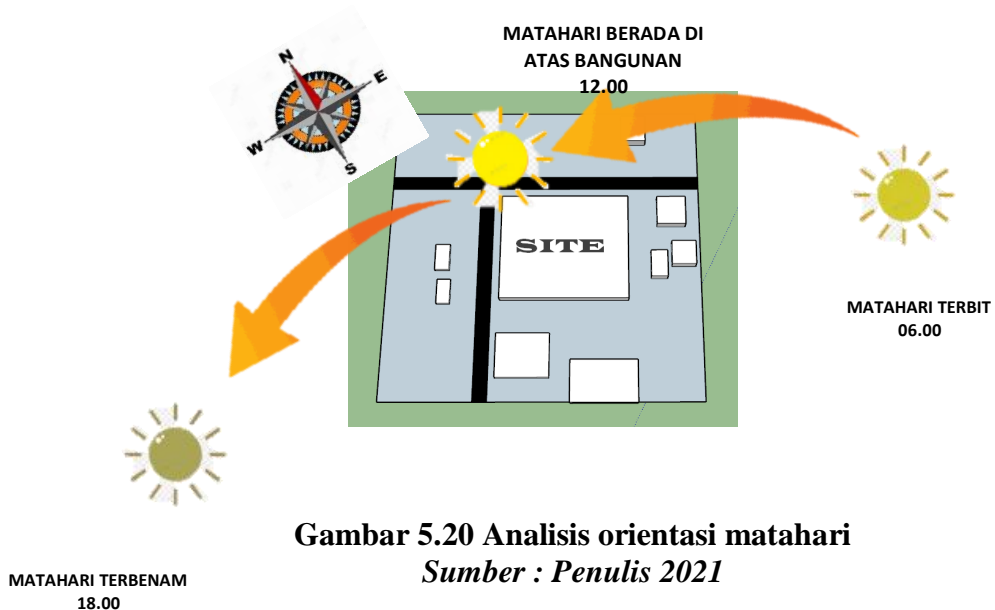 MATAHARI BERADA DI
ATAS BANGUNAN
12.00
N
E
W
S
SITE
MATAHARI TERBIT
06.00
Gambar 5.20 Analisis orientasi matahari
Sumber : Penulis 2021
MATAHARI TERBENAM
18.00